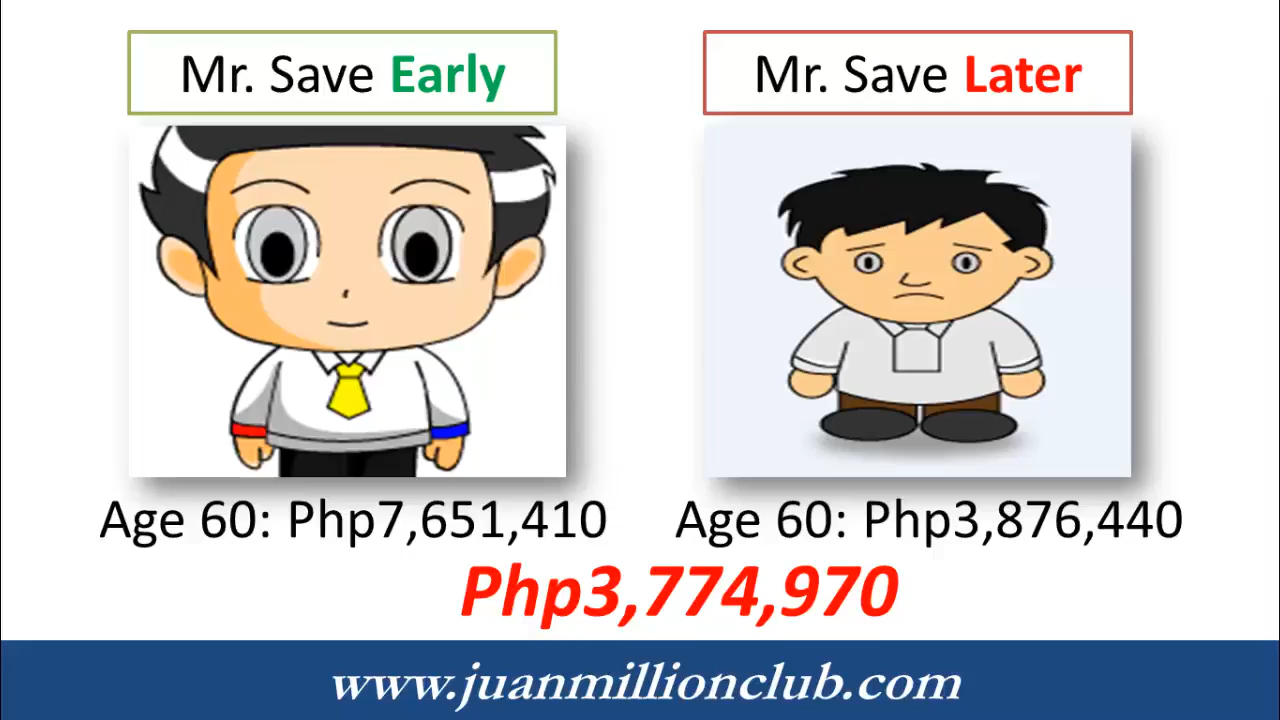 Mr. Save Early
Mr. Save Later
Age 60: Php7,651,410
Age 60: Php3,876,440
Php3,774,970
www.juanmillionclub.com